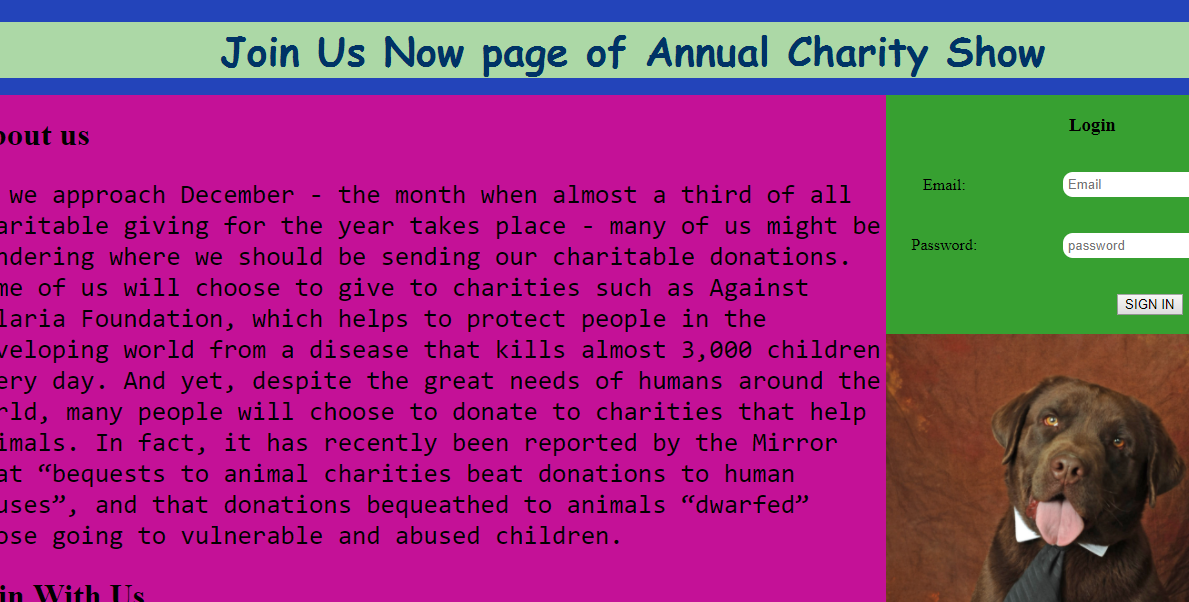 Join Us Now page of Annual Charity Show
bout us
we approach December - the month when almost a third of all
aritable giving for the year takes place - many of us might be
ndering where we should be sending our charitable donations.
me of us will choose to give to charities such as Against
laria Foundation, which helps to protect people in the
veloping world from a disease that kills almost 3,000 children
ery day. And yet, despite the great needs of humans around the
rld, many people will choose to donate to charities that help
imals. In fact, it has recently been reported by the Mirror
at “bequests to animal charities beat donations to human
uses”, and that donations bequeathed to animals “dwarfed”
ose going to vulnerable and abused children.
in With Us
Login
Email: Email
Password: password
SIGN IN